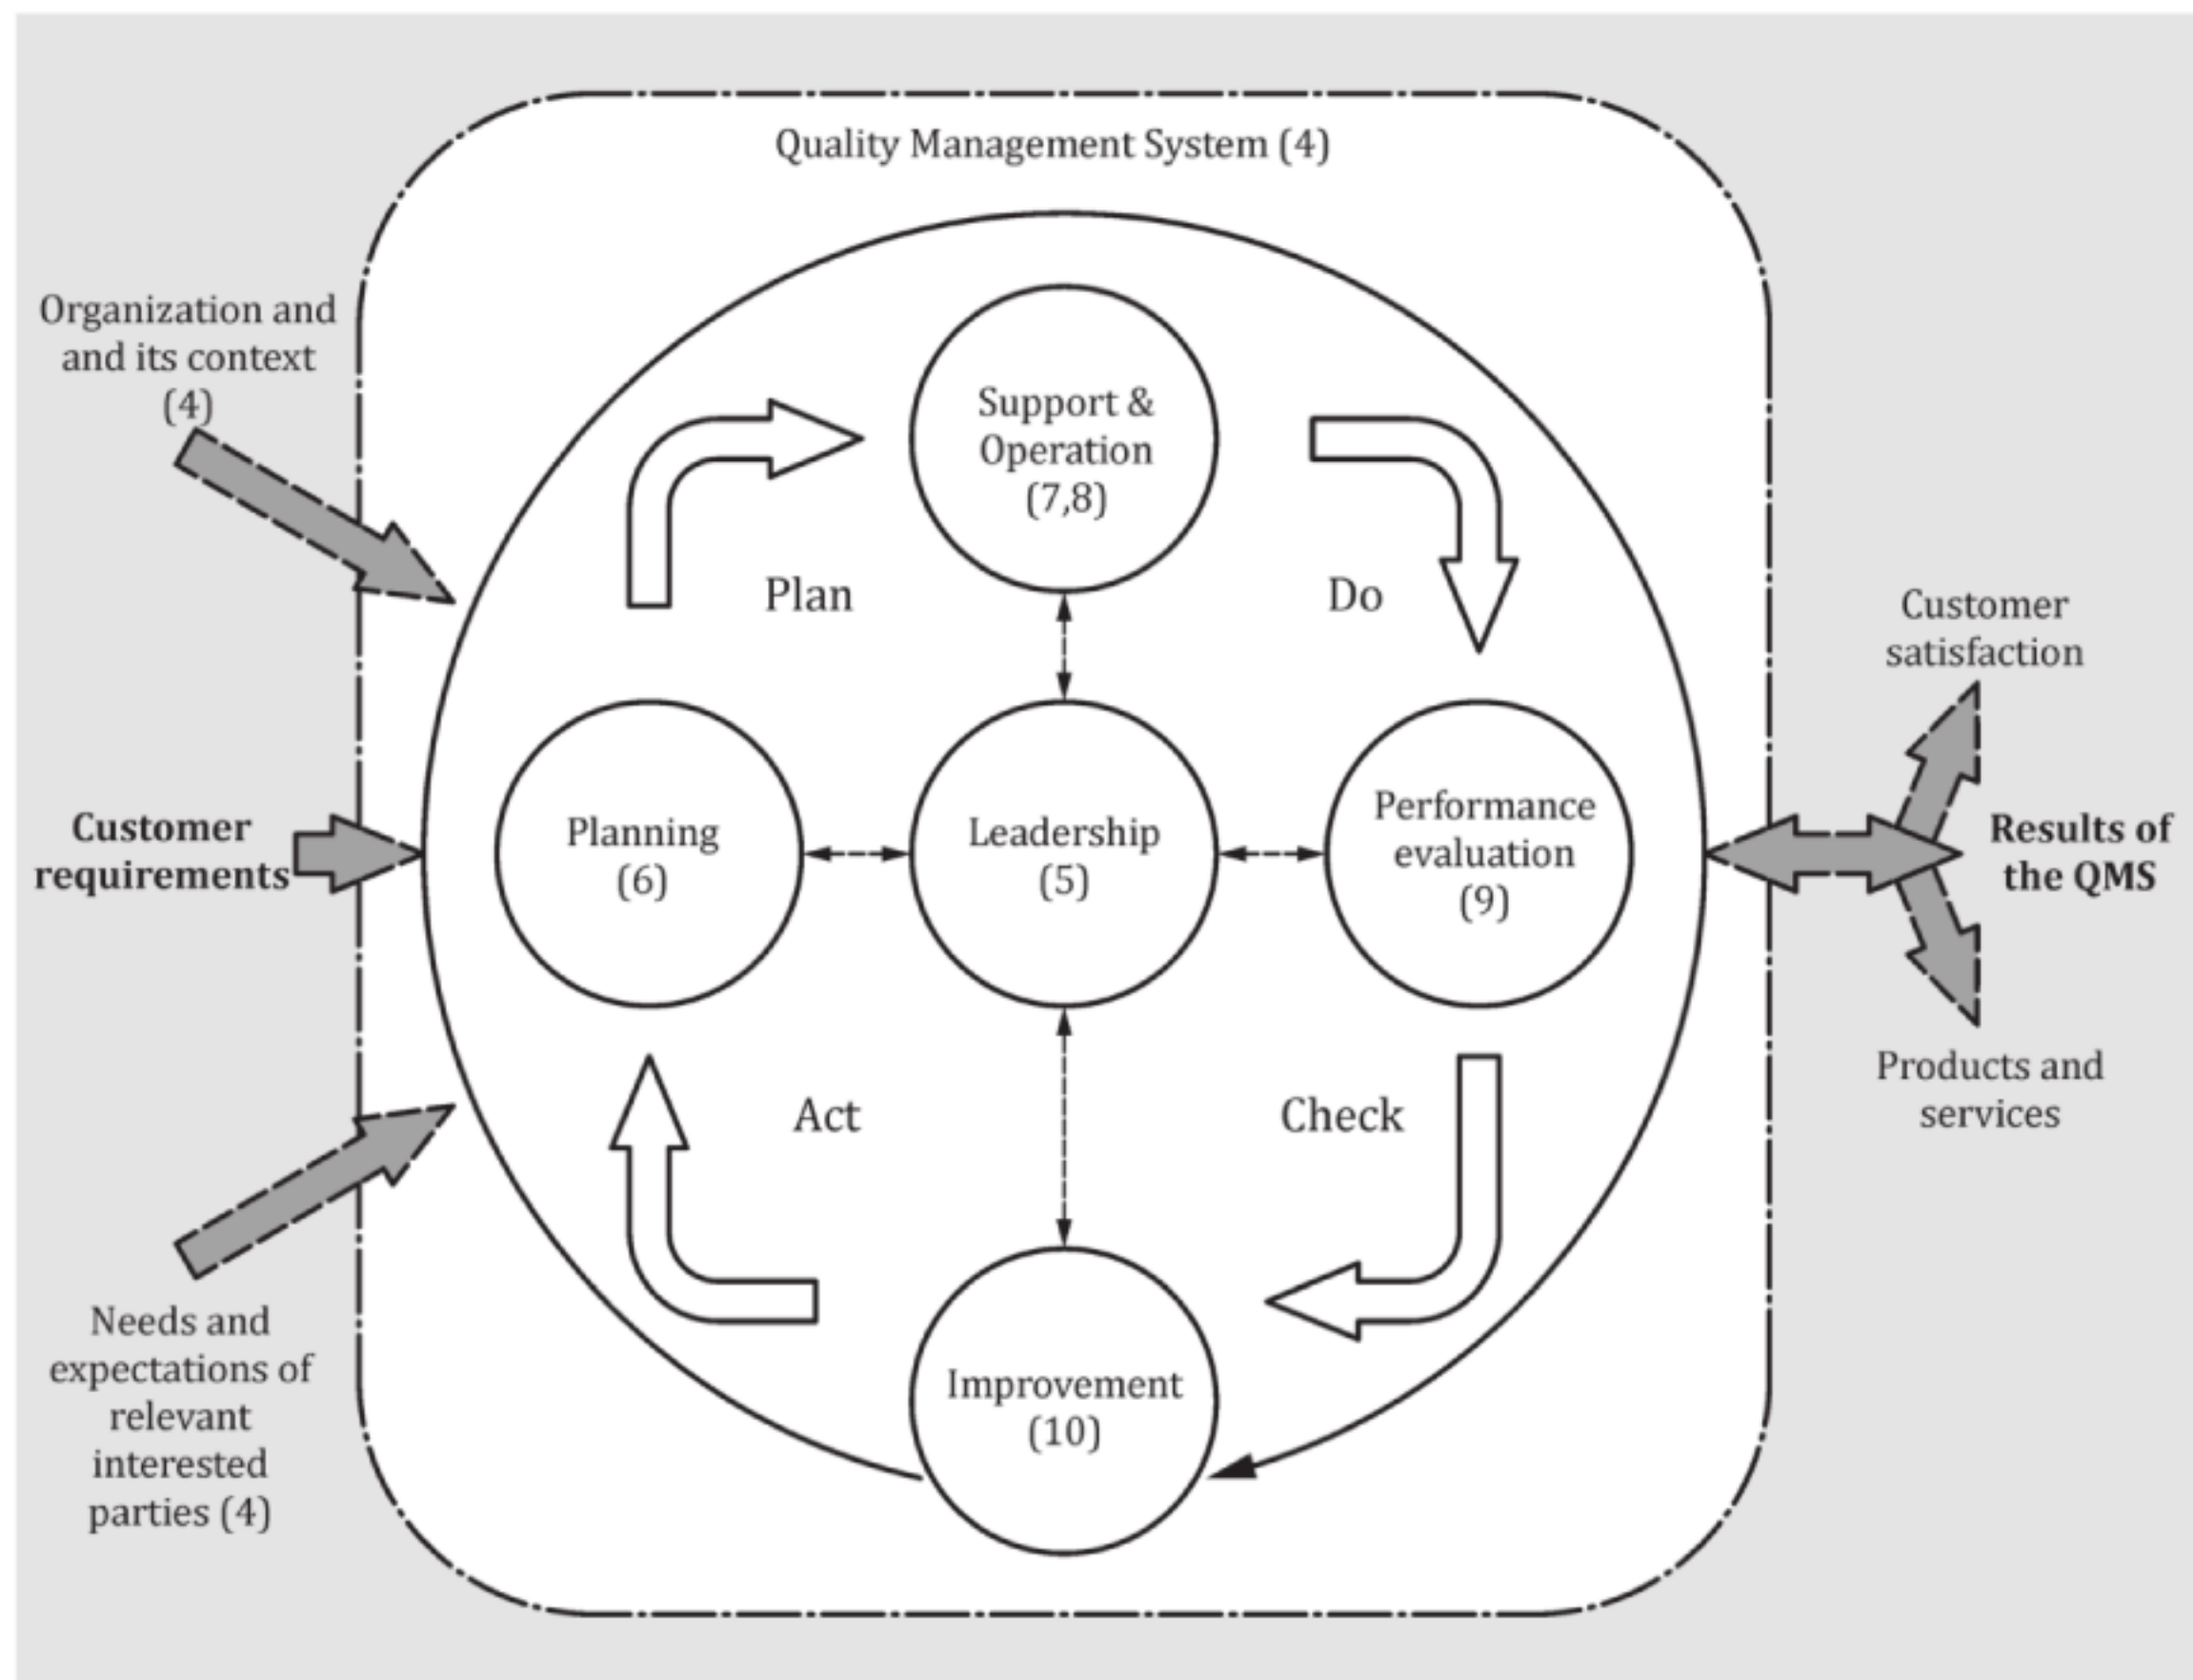 Quality Management System (4)
Organization and
and its context
(4)
Support &
Operation
(7,8)
Plan
Do
Customer
satisfaction
Customer
requirements
Planning
(6)
Leadership
(5)
Performance
evaluation
(9)
Results of
the QMS
Act
Check
Products and
services
Needs and
expectations of
relevant
interested
parties (4)
Improvement
(10)